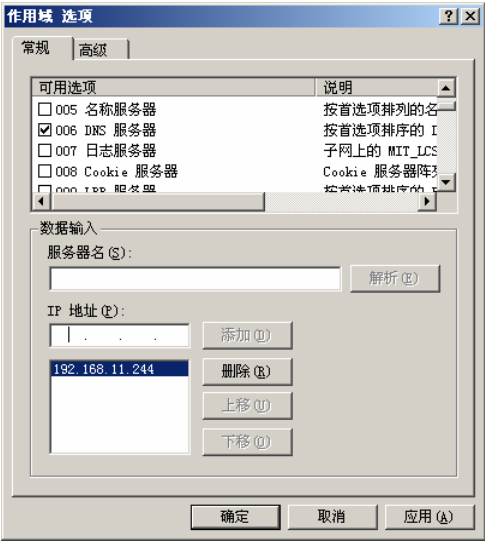 作用域 选项
常规
高级
可用选项
说明
005 名称服务器
按首选项排列的名
006 DNS 服务器
按首选项排序的 D
007 日志服务器
子网上的 MIT_LCS
008 Cookie 服务器
Cookie 服务器阵列
数据输入
服务器名(S):
解析(E)
IP 地址(P):
添加(D)
192.168.11.244
删除(R)
上移(U)
下移(O)
确定
取消
应用(A)